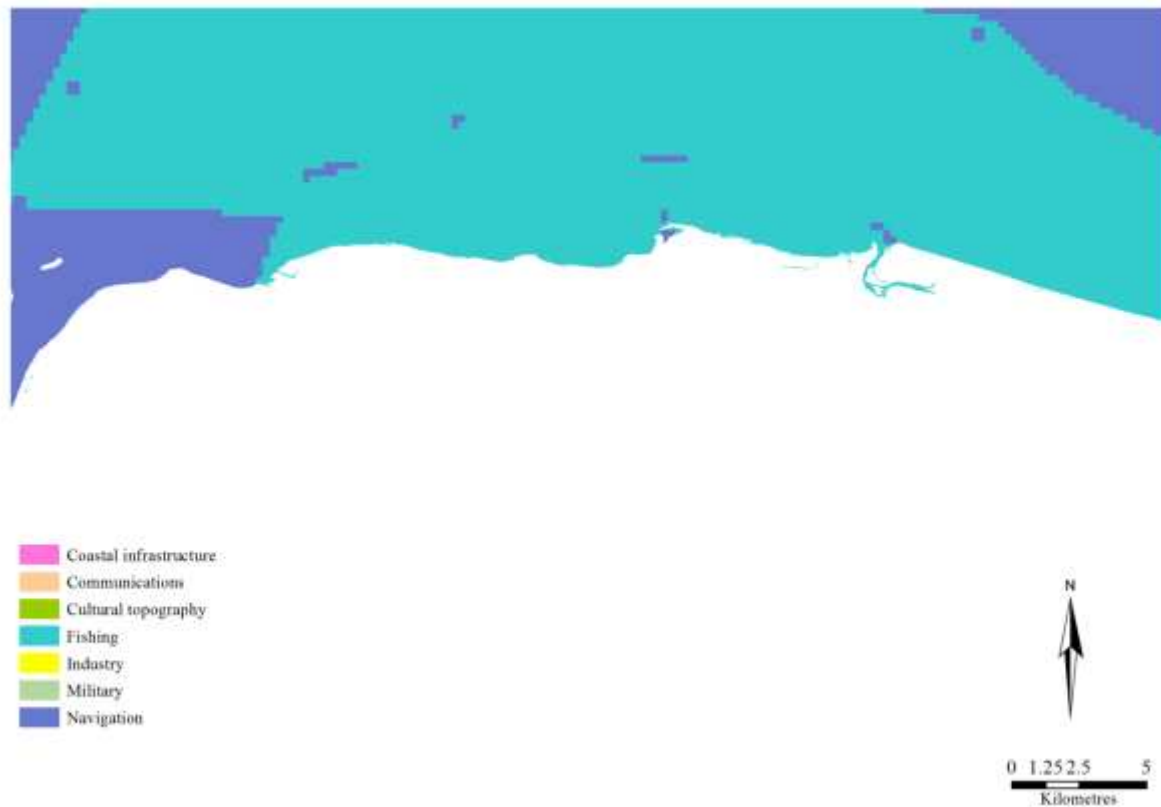 Coastal infrastructure
Communications
Cultural topography
Fishing
Industry
Military
Navigation
N
0 1.25 2.5 5
Kilometres